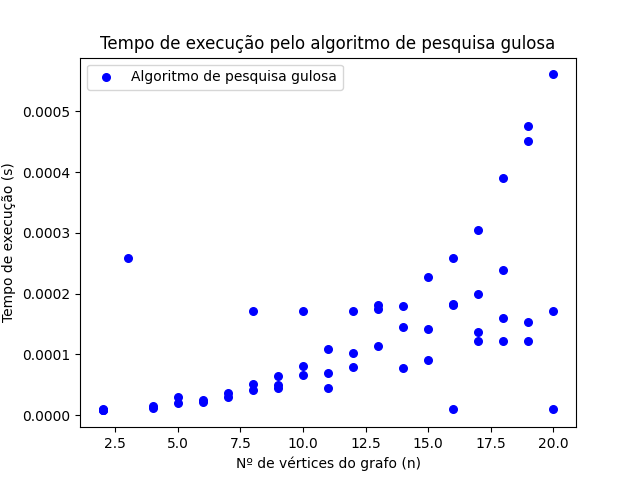 Tempo de execução pelo algoritmo de pesquisa gulosa
Algoritmo de pesquisa gulosa
Tempo de execução (s)
0.0005
0.0004
0.0003
0.0002
0.0001
0.0000
2.5 5.0 7.5 10.0 12.5 15.0 17.5 20.0
Nº de vértices do grafo (n)